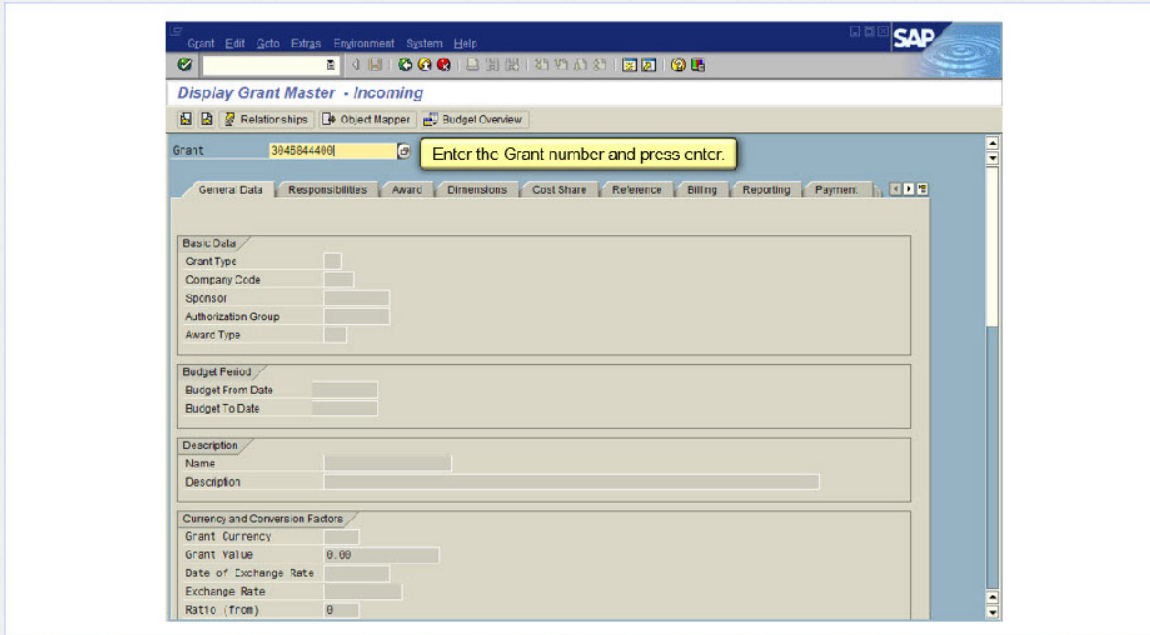 Grant Edit Goto Extras Environment System Help
SAP
Display Grant Master - Incoming
Relationships Object Mapper Budget Overview
Grant 3045844400
Enter the Grant number and press enter.
General Data Responsibilities Award Dimensions Cost Share Reference Billing Reporting Payment
Basic Data
Grant Type
Company Code
Sponsor
Authorization Group
Award Type
Budget Period
Budget From Date
Budget To Date
Description
Name
Description
Currency and Conversion Factors
Grant Currency
Grant Value 0.00
Date of Exchange Rate
Exchange Rate
Ratio (from) 0